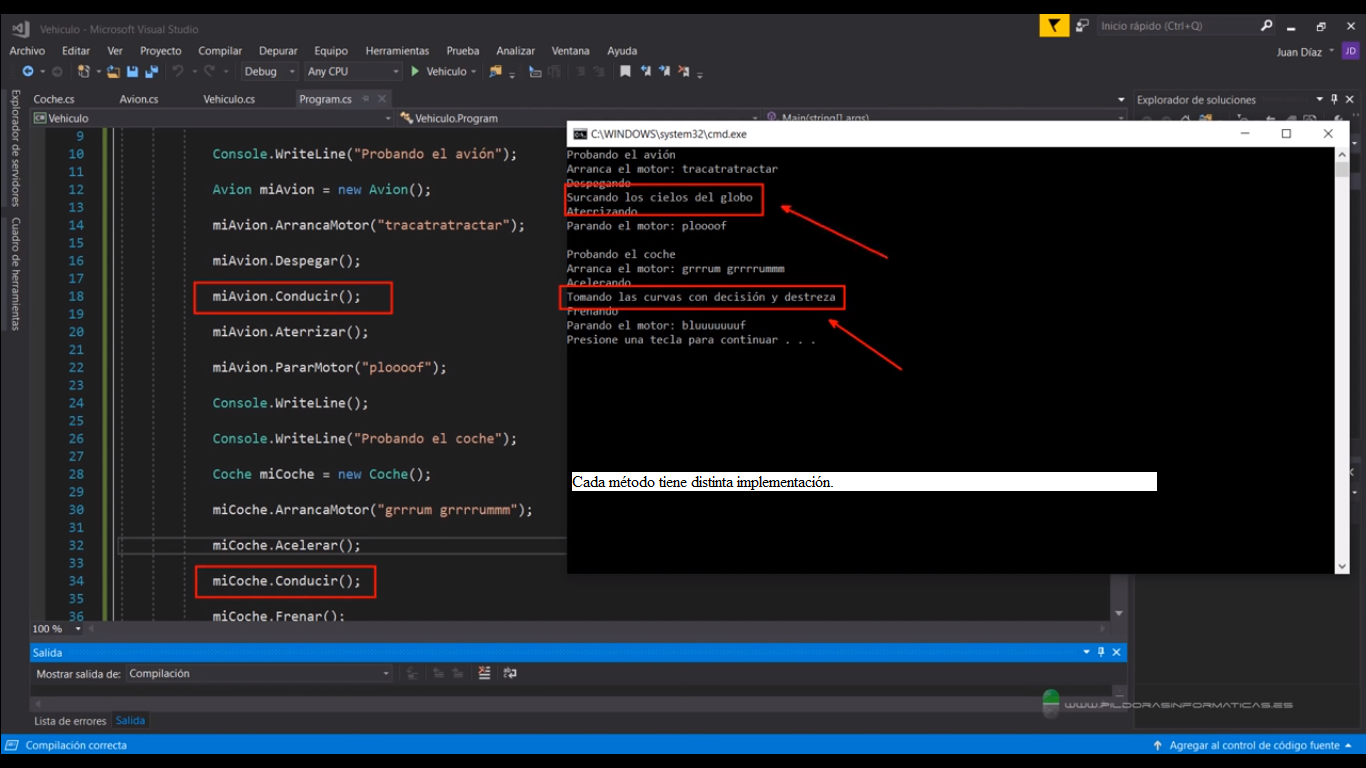 Vehiculo - Microsoft Visual Studio
Inicio rápido (Ctrl+Q)
Archivo Editar Ver Proyecto Compilar Depurar Equipo Herramientas Prueba Analizar Ventana Ayuda
Juan Díaz JD
Debug Any CPU Vehiculo
Explorador de servidores
Cuadro de herramientas
Coche.cs Avion.cs Vehiculo.cs Program.cs
Explorador de soluciones
Vehiculo Vehiculo.Program Main(string[] args)
9
10 Console.WriteLine("Probando el avión");
11
12 Avion miAvion = new Avion();
13
14 miAvion.ArrancaMotor("tracatratractar");
15
16 miAvion.Despegar();
17
18 miAvion.Conducir();
19
20 miAvion.Aterrizar();
21
22 miAvion.PararMotor("ploooof");
23
24 Console.WriteLine();
25
26 Console.WriteLine("Probando el coche");
27
28 Coche miCoche = new Coche();
29
30 miCoche.ArrancaMotor("grrrum grrrrummm");
31
32 miCoche.Acelerar();
33
34 miCoche.Conducir();
35
36 miCoche.Frenar();
C:\WINDOWS\system32\cmd.exe
Probando el avión
Arranca el motor: tracatratractar
Despegando
Surcando los cielos del globo
Aterrizando
Parando el motor: ploooof
Probando el coche
Arranca el motor: grrrum grrrrummm
Acelerando
Tomando las curvas con decisión y destreza
Frenando
Parando el motor: bluuuuuuuf
Presione una tecla para continuar . . .
Cada método tiene distinta implementación.
100 %
Salida
Mostrar salida de: Compilación
Lista de errores Salida
WWW.PILDORASINFORMATICAS.ES
Compilación correcta
Agregar al control de código fuente